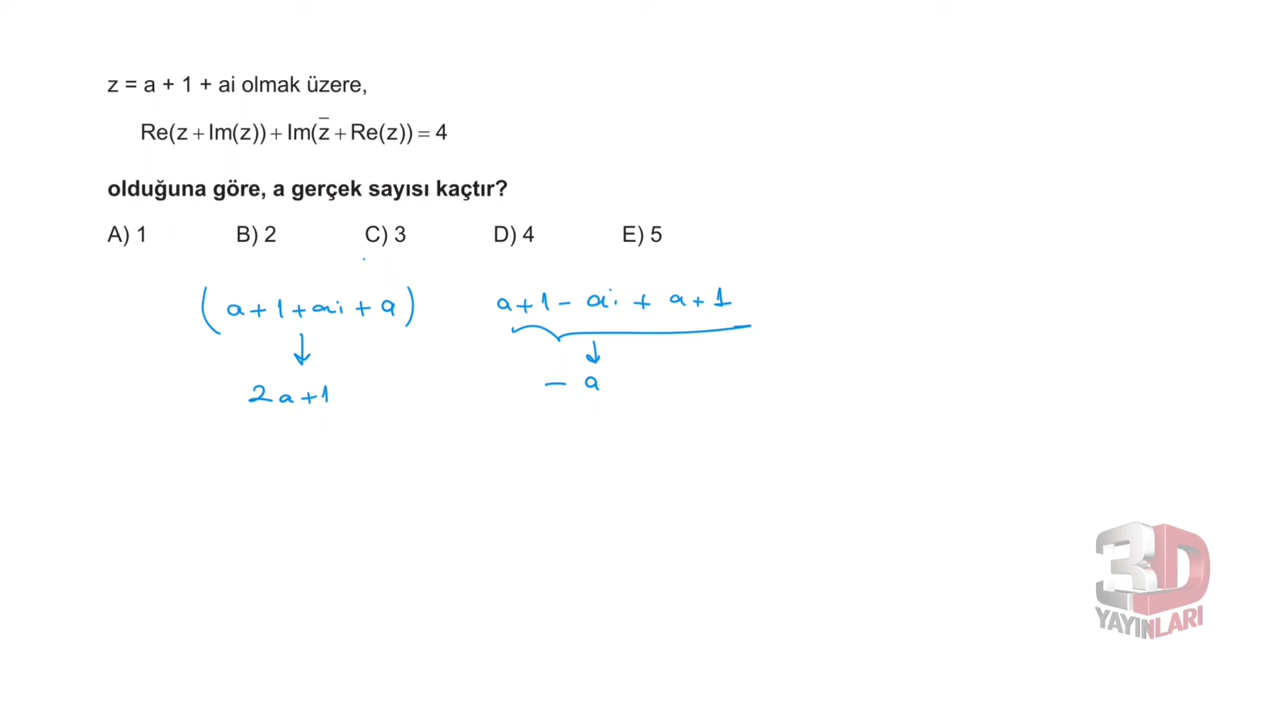 z = a + 1 + ai olmak üzere,
Re(z + Im(z)) + Im(z̅ + Re(z)) = 4
olduğuna göre, a gerçek sayısı kaçtır?
A) 1 B) 2 C) 3 D) 4 E) 5
(a + 1 + ai + a) a + 1 - ai + a + 1
↓ ↓
2a + 1 - a
3D
YAYINLARI